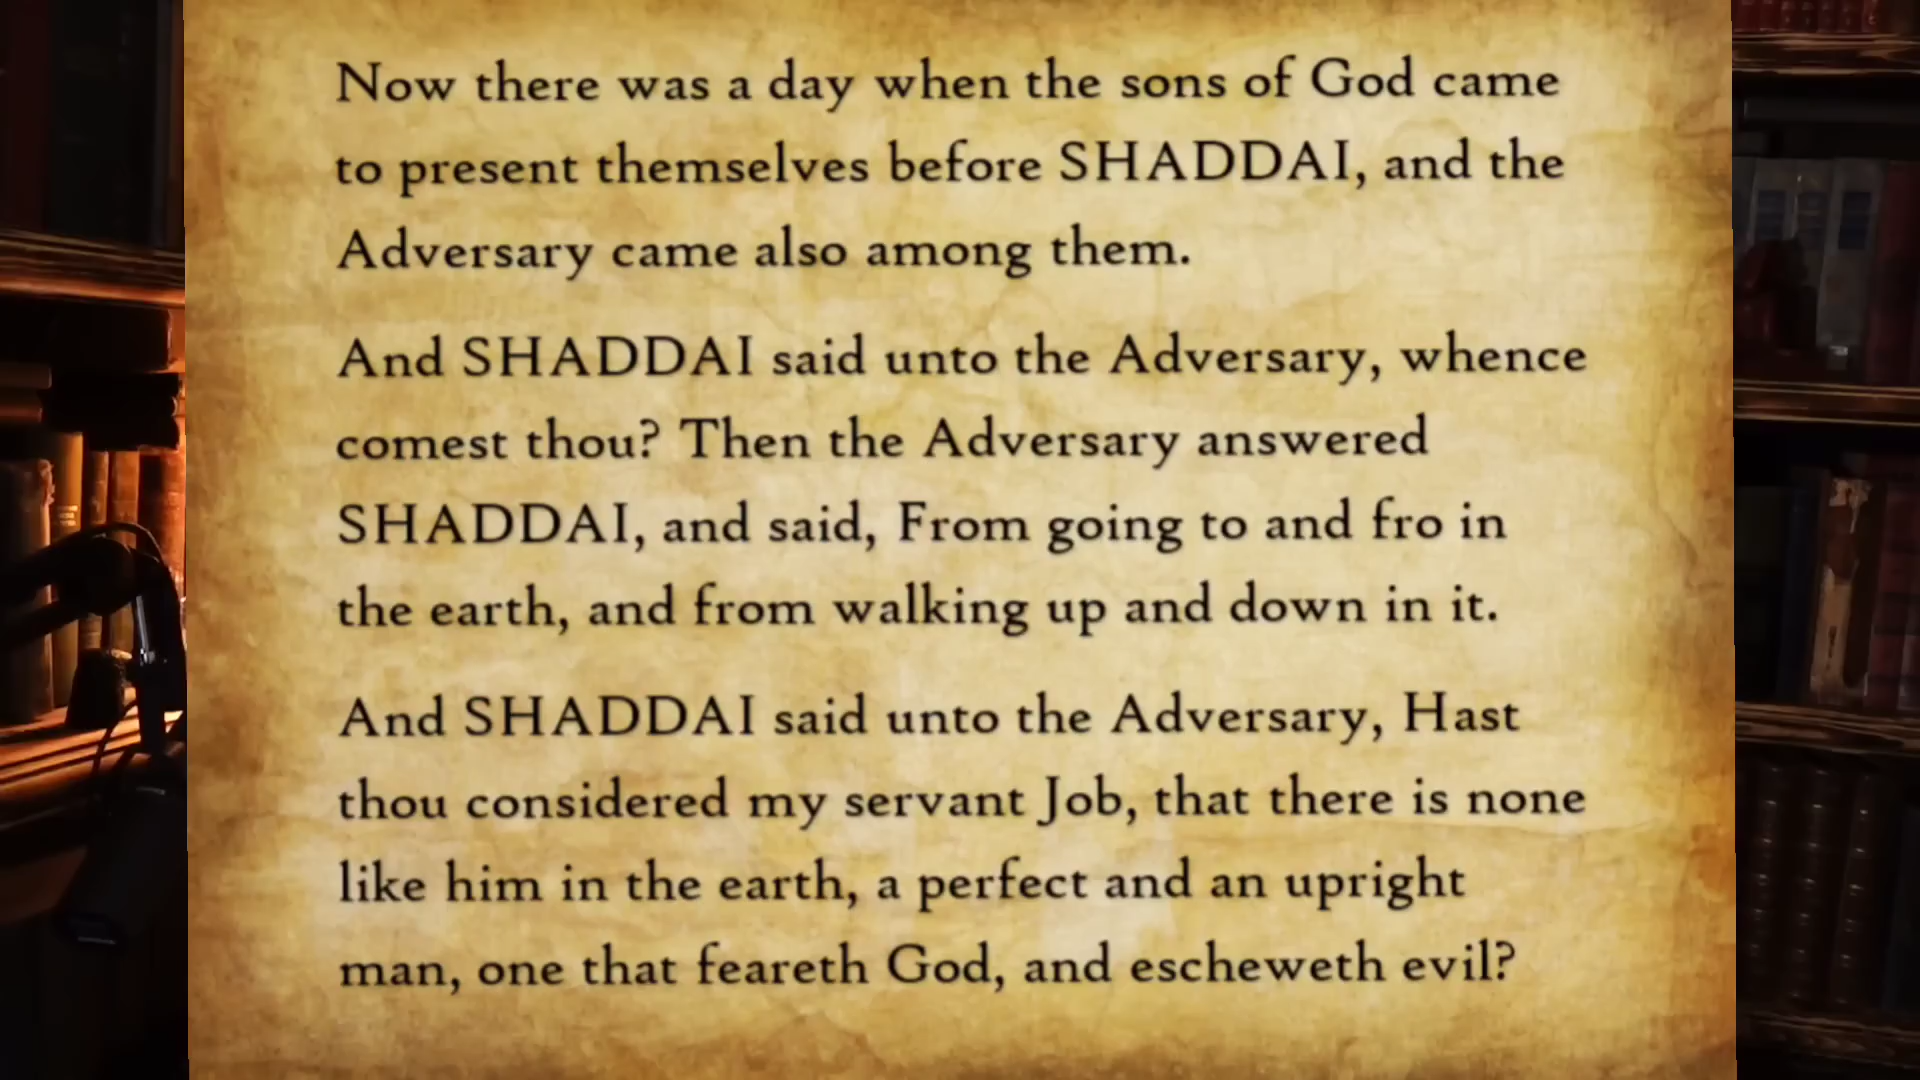 Now there was a day when the sons of God came
to present themselves before SHADDAI, and the
Adversary came also among them.
And SHADDAI said unto the Adversary, whence
comest thou? Then the Adversary answered
SHADDAI, and said, From going to and fro in
the earth, and from walking up and down in it.
And SHADDAI said unto the Adversary, Hast
thou considered my servant Job, that there is none
like him in the earth, a perfect and an upright
man, one that feareth God, and escheweth evil?